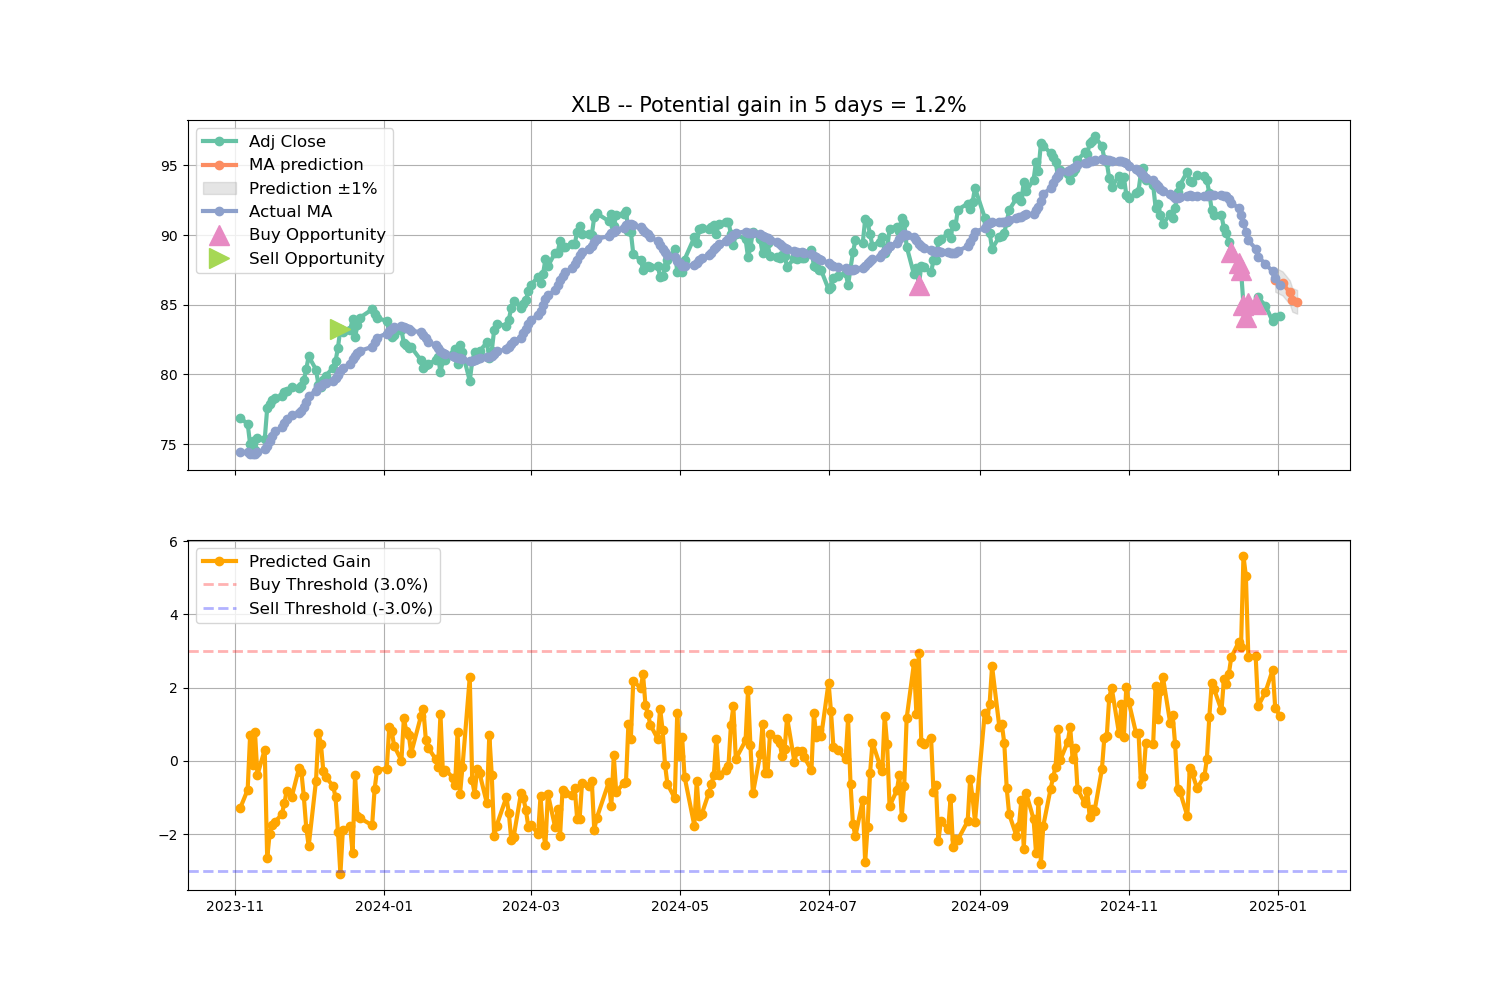 XLB -- Potential gain in 5 days = 1.2%
Adj Close
MA prediction
Prediction ±1%
Actual MA
Buy Opportunity
Sell Opportunity
95
90
85
80
75
Predicted Gain
Buy Threshold (3.0%)
Sell Threshold (-3.0%)
6
4
2
0
−2
2023-11
2024-01
2024-03
2024-05
2024-07
2024-09
2024-11
2025-01